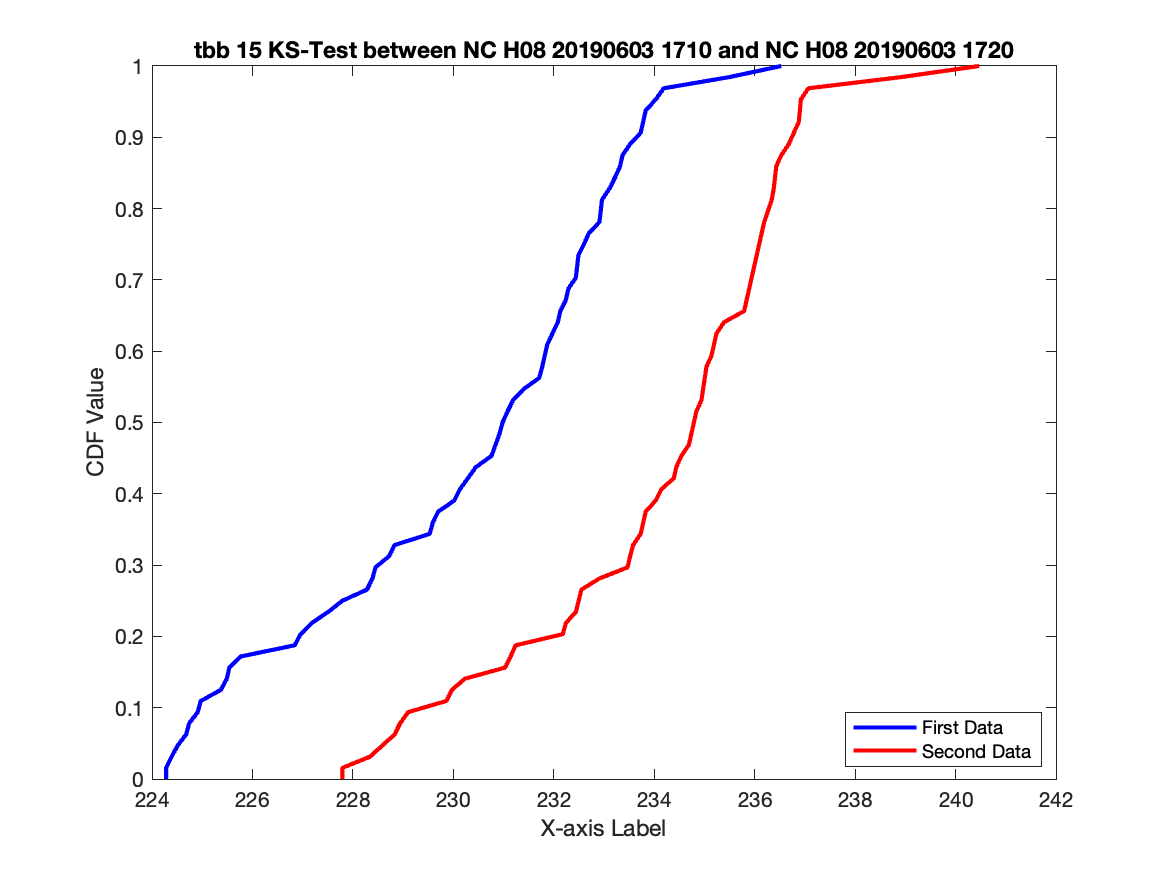 tbb 15 KS-Test between NC H08 20190603 1710 and NC H08 20190603 1720
1
0.9
0.8
0.7
0.6
0.5
0.4
0.3
0.2
0.1
0
CDF Value
First Data
Second Data
224 226 228 230 232 234 236 238 240 242
X-axis Label